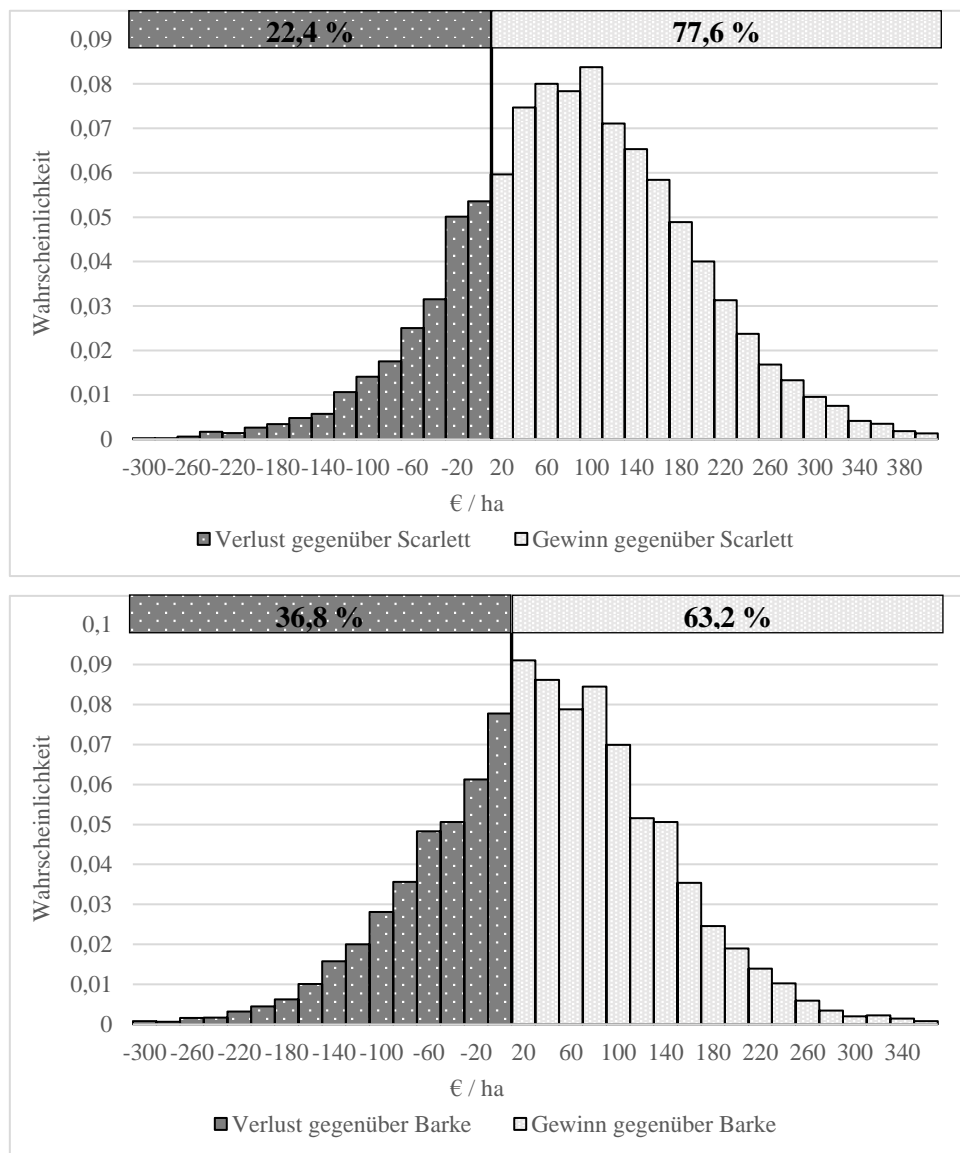 22,4 % 77,6 %
0,09
0,08
0,07
0,06
0,05
0,04
0,03
0,02
0,01
0
Wahrscheinlichkeit
-300 -260 -220 -180 -140 -100 -60 -20 20 60 100 140 180 220 260 300 340 380
€ / ha
Verlust gegenüber Scarlett Gewinn gegenüber Scarlett
36,8 % 63,2 %
0,1
0,09
0,08
0,07
0,06
0,05
0,04
0,03
0,02
0,01
0
Wahrscheinlichkeit
-300 -260 -220 -180 -140 -100 -60 -20 20 60 100 140 180 220 260 300 340
€ / ha
Verlust gegenüber Barke Gewinn gegenüber Barke